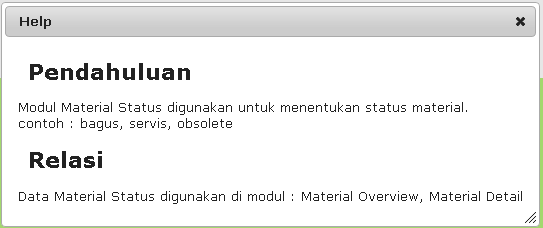 Help
Pendahuluan
Modul Material Status digunakan untuk menentukan status material.
contoh : bagus, servis, obsolete
Relasi
Data Material Status digunakan di modul : Material Overview, Material Detail